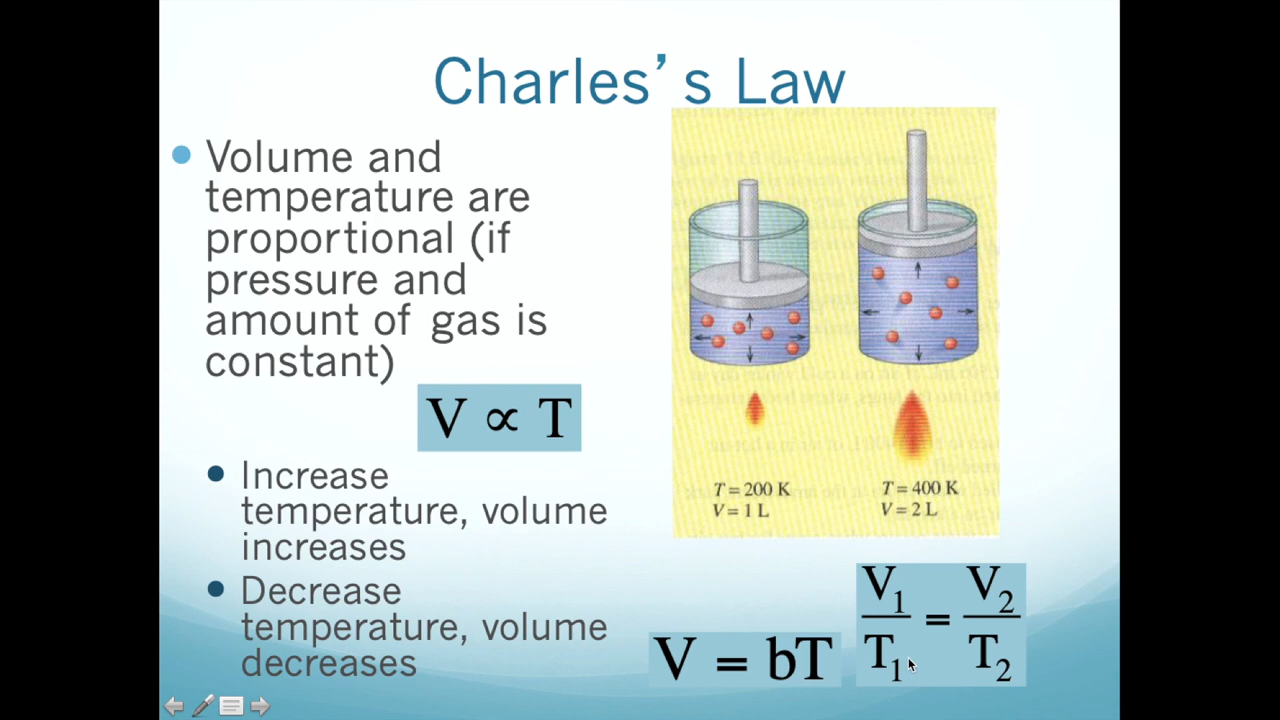 Charles’s Law
Volume and
temperature are
proportional (if
pressure and
amount of gas is
constant)
V ∝ T
Increase
temperature, volume
increases
Decrease
temperature, volume
decreases
T = 200 K
V = 1 L
T = 400 K
V = 2 L
V = bT
V₁/T₁ = V₂/T₂